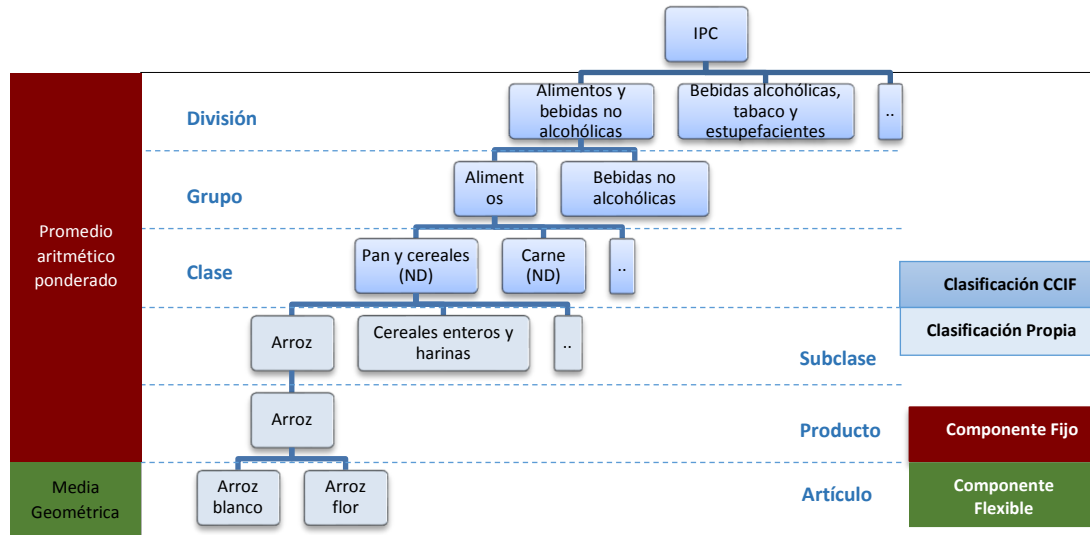 IPC
Alimentos y
bebidas no
alcohólicas
Bebidas alcohólicas,
tabaco y
estupefacientes
..
División
Aliment
os
Bebidas no
alcohólicas
Grupo
Promedio
aritmético
ponderado
Pan y cereales
(ND)
Carne
(ND)
..
Clase
Clasificación CCIF
Clasificación Propia
Arroz
Cereales enteros y
harinas
..
Subclase
Arroz
Producto
Componente Fijo
Media
Geométrica
Arroz
blanco
Arroz
flor
Artículo
Componente
Flexible